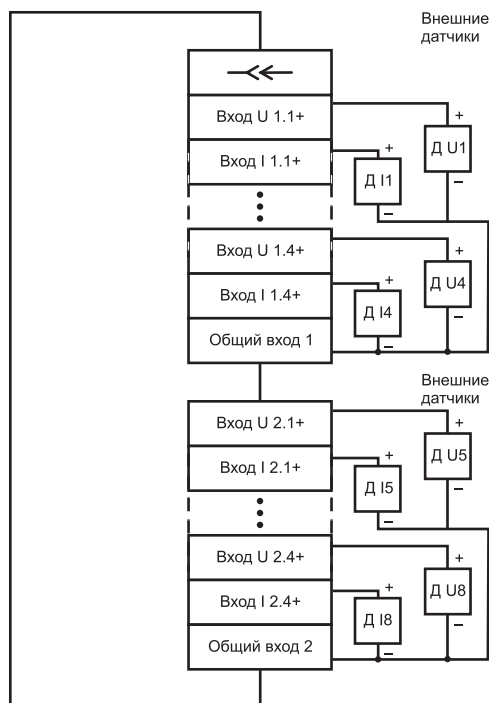 Внешние
датчики
Вход U 1.1+
+
Д U1
–
Вход I 1.1+
+
Д I1
–
Вход U 1.4+
+
Д U4
–
Вход I 1.4+
+
Д I4
–
Общий вход 1
Внешние
датчики
Вход U 2.1+
+
Д U5
–
Вход I 2.1+
+
Д I5
–
Вход U 2.4+
+
Д U8
–
Вход I 2.4+
+
Д I8
–
Общий вход 2